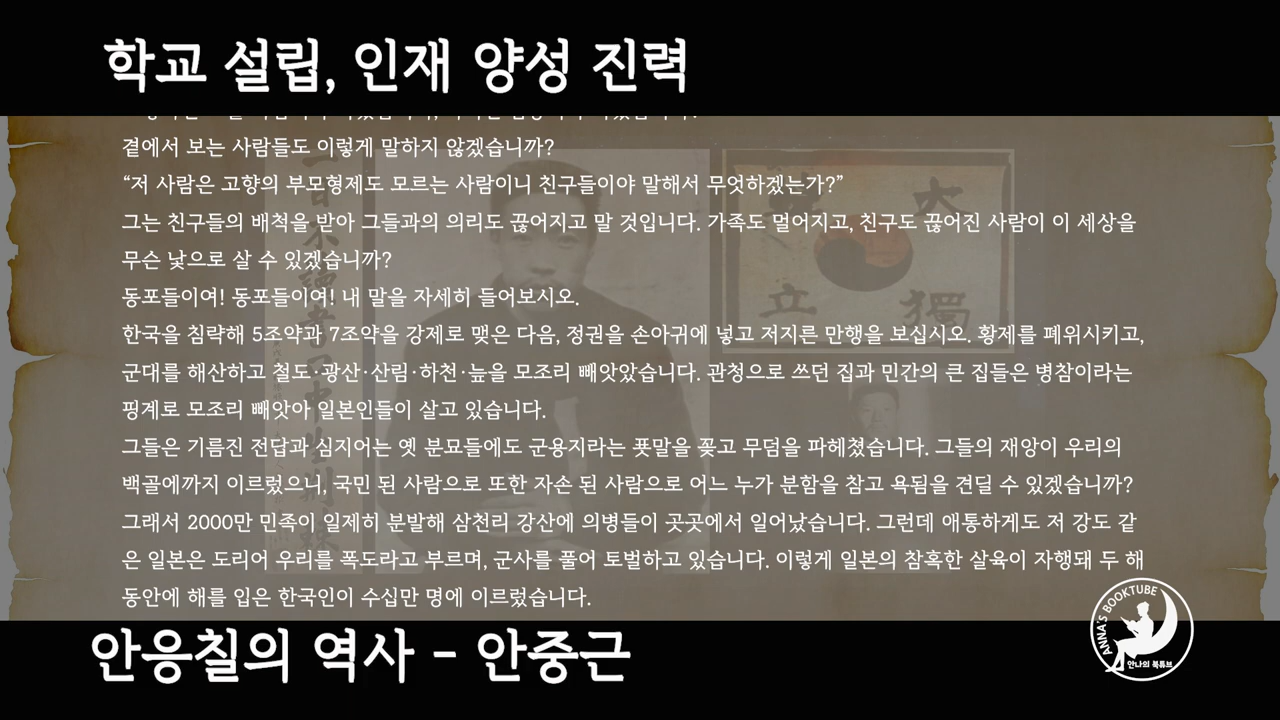 학교 설립, 인재 양성 진력
곁에서 보는 사람들도 이렇게 말하지 않겠습니까?
“저 사람은 고향의 부모형제도 모르는 사람이니 친구들이야 말해서 무엇하겠는가?”
그는 친구들의 배척을 받아 그들과의 의리도 끊어지고 말 것입니다. 가족도 멀어지고, 친구도 끊어진 사람이 이 세상을
무슨 낯으로 살 수 있겠습니까?
동포들이여! 동포들이여! 내 말을 자세히 들어보시오.
한국을 침략해 5조약과 7조약을 강제로 맺은 다음, 정권을 손아귀에 넣고 저지른 만행을 보십시오. 황제를 폐위시키고,
군대를 해산하고 철도·광산·산림·하천·늪을 모조리 빼앗았습니다. 관청으로 쓰던 집과 민간의 큰 집들은 병참이라는
핑계로 모조리 빼앗아 일본인들이 살고 있습니다.
그들은 기름진 전답과 심지어는 옛 분묘들에도 군용지라는 푯말을 꽂고 무덤을 파헤쳤습니다. 그들의 재앙이 우리의
백골에까지 이르렀으니, 국민 된 사람으로 또한 자손 된 사람으로 어느 누가 분함을 참고 욕됨을 견딜 수 있겠습니까?
그래서 2000만 민족이 일제히 분발해 삼천리 강산에 의병들이 곳곳에서 일어났습니다. 그런데 애통하게도 저 강도 같
은 일본은 도리어 우리를 폭도라고 부르며, 군사를 풀어 토벌하고 있습니다. 이렇게 일본의 참혹한 살육이 자행돼 두 해
동안에 해를 입은 한국인이 수십만 명에 이르렀습니다.
大
立 獨
안응칠의 역사 - 안중근
ANNA'S BOOKTUBE
안나의 북튜브